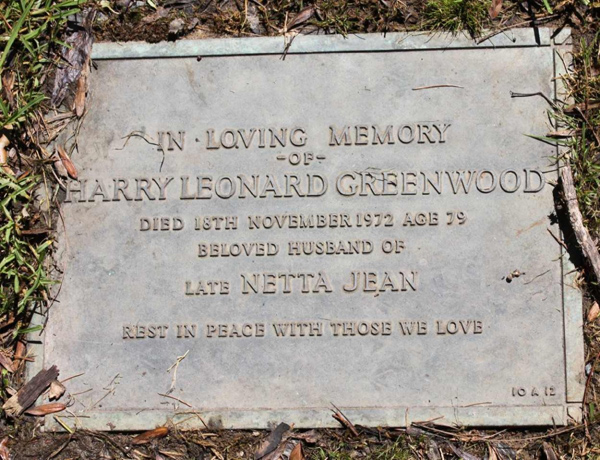 IN LOVING MEMORY
-OF-
HARRY LEONARD GREENWOOD
DIED 18TH NOVEMBER 1972 AGE 79
BELOVED HUSBAND OF
LATE NETTA JEAN
REST IN PEACE WITH THOSE WE LOVE
10 A 12